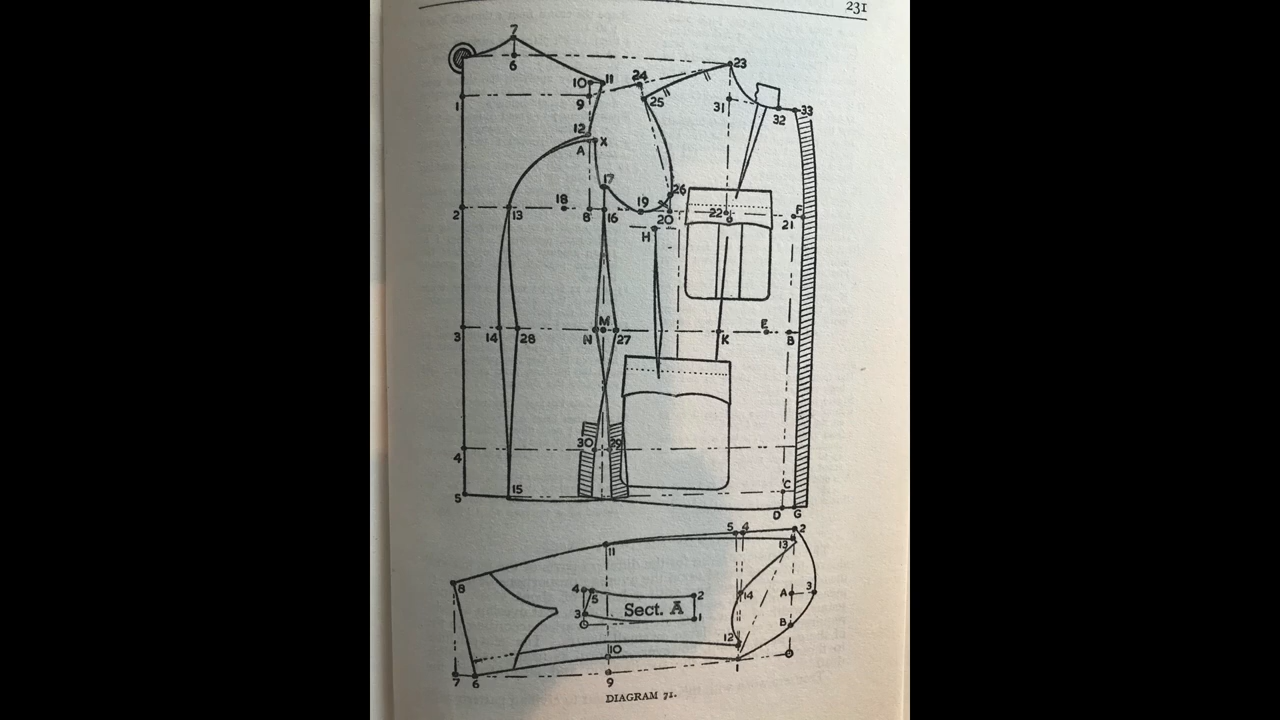 231
7
6
23
10 11
24
9
25
1
31
32 33
12
A X
17
26
18
19
2 13
B 16
20
22
21 F
H
3 14 28
N M 27
K E B
30 29
4
C
5 15
D G
5 4 2
11
13
8
4 5 2
14 A 3
3 Sect. A 1
B
12
10
7 6 9 1
DIAGRAM 71.